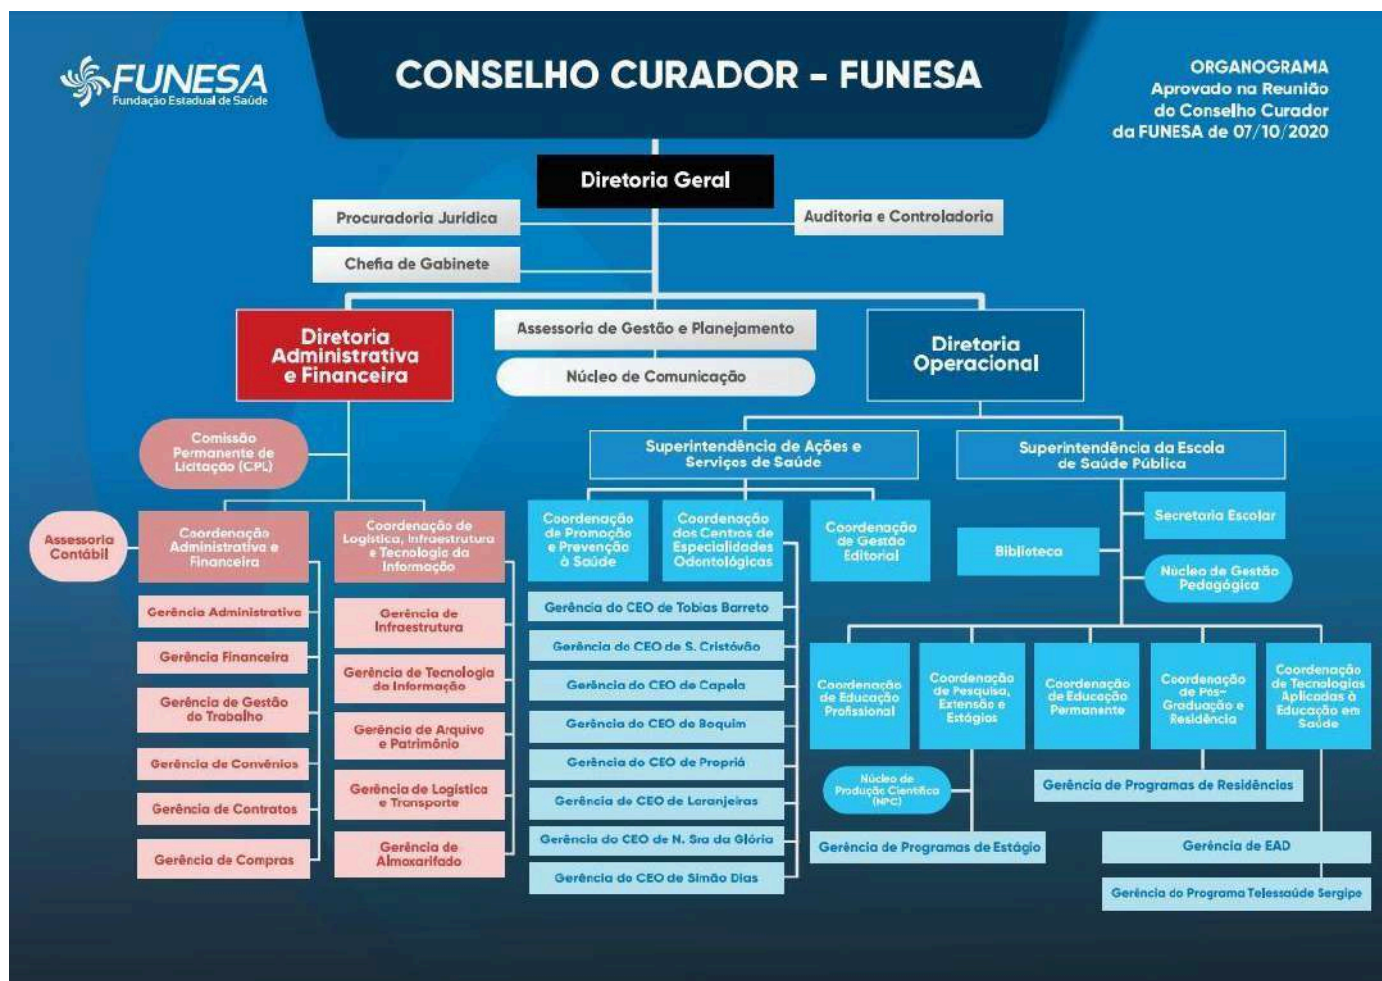 FUNESA
Fundação Estadual de Saúde
CONSELHO CURADOR - FUNESA
ORGANOGRAMA
Aprovado na Reunião
do Conselho Curador
da FUNESA de 07/10/2020
Diretoria Geral
Procuradoria Jurídica
Auditoria e Controladoria
Chefia de Gabinete
Diretoria
Administrativa
e Financeira
Assessoria de Gestão e Planejamento
Núcleo de Comunicação
Diretoria
Operacional
Comissão
Permanente de
Licitação (CPL)
Superintendência de Ações e
Serviços de Saúde
Superintendência da Escola
de Saúde Pública
Assessoria
Contábil
Coordenação
Administrativa e
Financeira
Coordenação de
Logística, Infraestrutura
e Tecnologia da
Informação
Coordenação
de Promoção
e Prevenção
à Saúde
Coordenação
dos Centros de
Especialidades
Odontológicas
Coordenação
de Gestão
Editorial
Secretaria Escolar
Biblioteca
Núcleo de Gestão
Pedagógica
Gerência Administrativa
Gerência Financeira
Gerência de Gestão
do Trabalho
Gerência de Convênios
Gerência de Contratos
Gerência de Compras
Gerência de
Infraestrutura
Gerência de Tecnologia
da Informação
Gerência de Arquivo
e Patrimônio
Gerência de Logística
e Transporte
Gerência de
Almoxarifado
Gerência do CEO de Tobias Barreto
Gerência do CEO de S. Cristóvão
Gerência do CEO de Capela
Gerência do CEO de Boquim
Gerência do CEO de Propriá
Gerência de CEO de Laranjeiras
Gerência do CEO de N. Sra da Glória
Gerência do CEO de Simão Dias
Coordenação
de Educação
Profissional
Coordenação
de Pesquisa,
Extensão e
Estágios
Coordenação
de Educação
Permanente
Coordenação
de Pós-
Graduação e
Residência
Coordenação
de Tecnologias
Aplicadas à
Educação em
Saúde
Núcleo de
Produção Científica
(NPC)
Gerência de Programas de Residências
Gerência de Programas de Estágio
Gerência de EAD
Gerência do Programa Telessaúde Sergipe